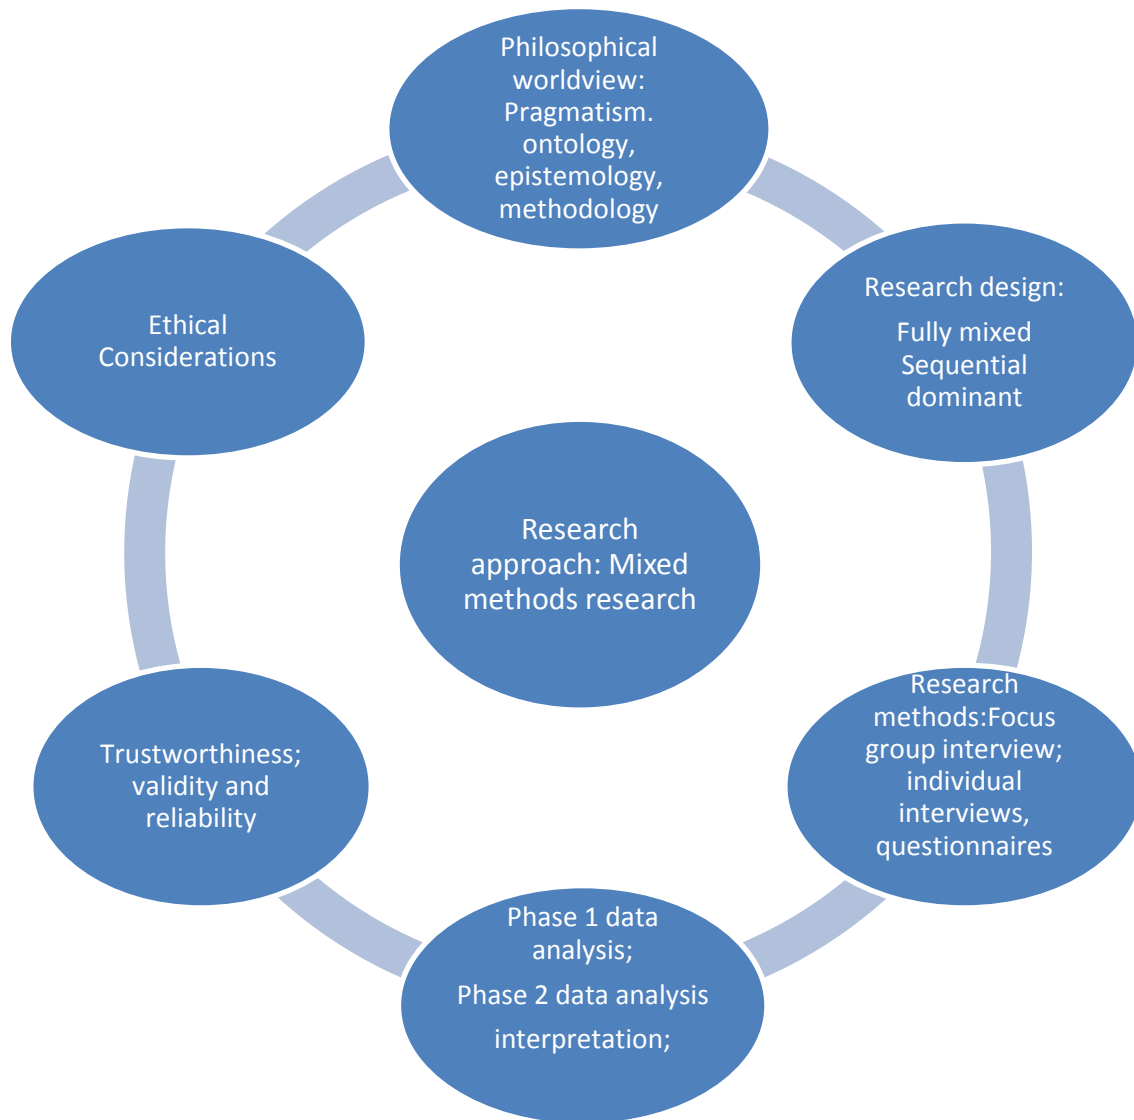 Philosophical
worldview:
Pragmatism.
ontology,
epistemology,
methodology
Research design:
Fully mixed
Sequential
dominant
Research
methods:Focus
group interview;
individual
interviews,
questionnaires
Phase 1 data
analysis;
Phase 2 data analysis
interpretation;
Trustworthiness;
validity and
reliability
Ethical
Considerations
Research
approach: Mixed
methods research